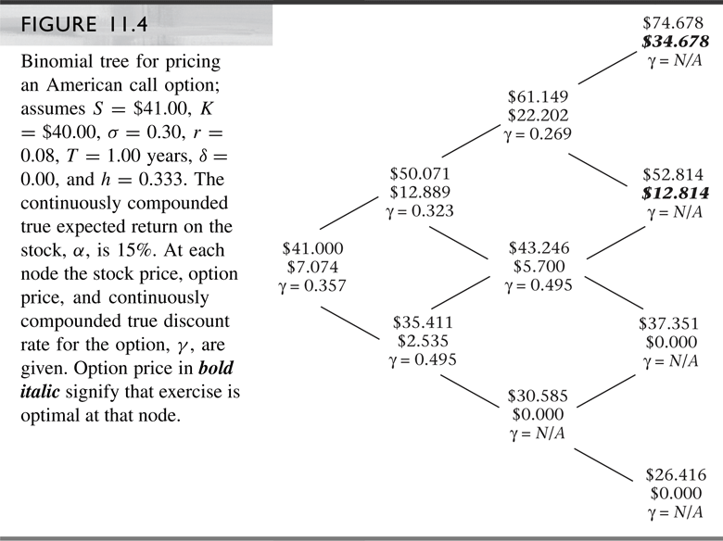 FIGURE 11.4
Binomial tree for pricing
an American call option;
assumes S = $41.00, K
= $40.00, σ = 0.30, r =
0.08, T = 1.00 years, δ =
0.00, and h = 0.333. The
continuously compounded
true expected return on the
stock, α, is 15%. At each
node the stock price, option
price, and continuously
compounded true discount
rate for the option, γ, are
given. Option price in bold
italic signify that exercise is
optimal at that node.
$41.000
$7.074
γ = 0.357
$50.071
$12.889
γ = 0.323
$35.411
$2.535
γ = 0.495
$61.149
$22.202
γ = 0.269
$43.246
$5.700
γ = 0.495
$30.585
$0.000
γ = N/A
$74.678
$34.678
γ = N/A
$52.814
$12.814
γ = N/A
$37.351
$0.000
γ = N/A
$26.416
$0.000
γ = N/A